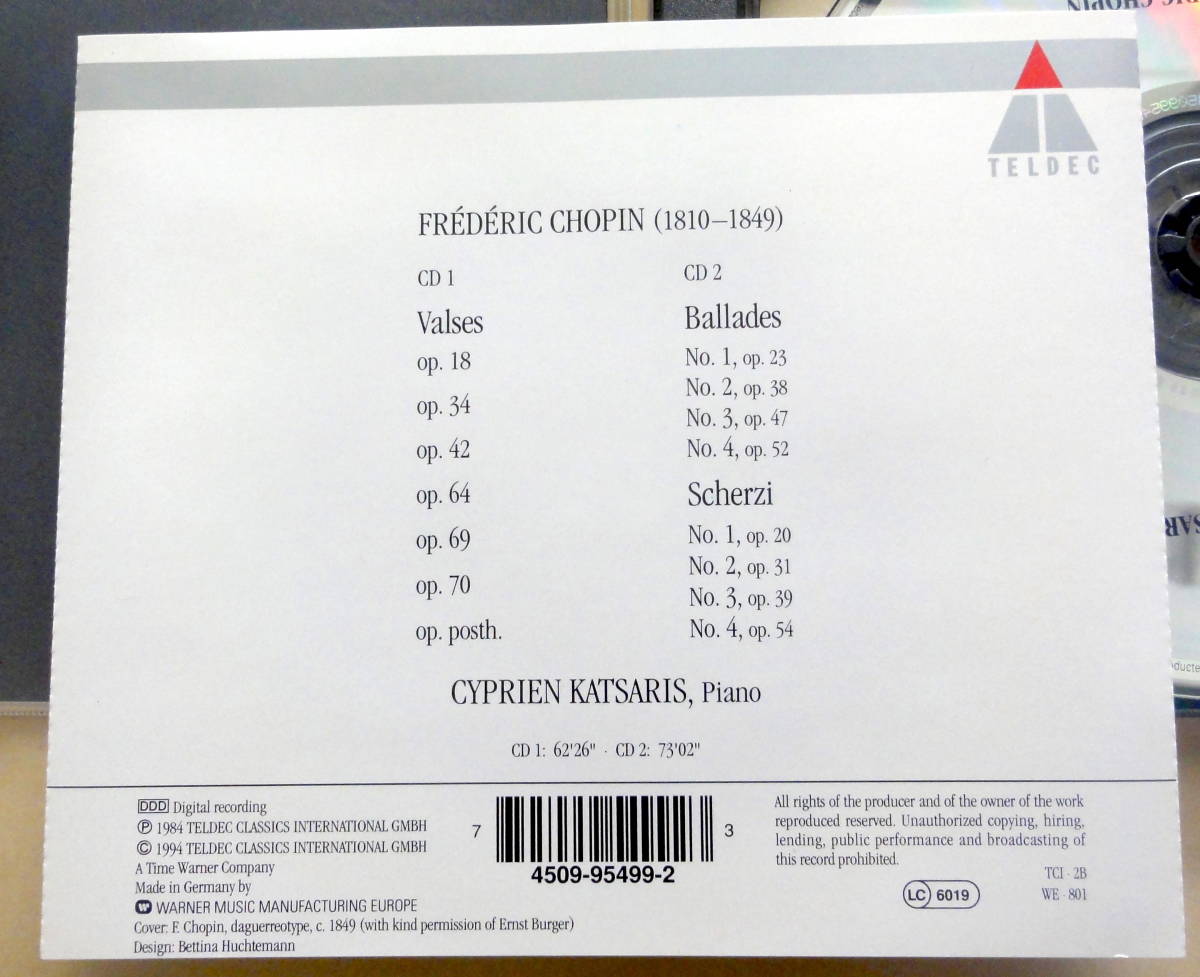 TELDEC
FRÉDÉRIC CHOPIN (1810–1849)
CD 1
Valses
op. 18
op. 34
op. 42
op. 64
op. 69
op. 70
op. posth.
CD 2
Ballades
No. 1, op. 23
No. 2, op. 38
No. 3, op. 47
No. 4, op. 52
Scherzi
No. 1, op. 20
No. 2, op. 31
No. 3, op. 39
No. 4, op. 54
CYPRIEN KATSARIS, Piano
CD 1: 62'26" · CD 2: 73'02"
DDD Digital recording
℗ 1984 TELDEC CLASSICS INTERNATIONAL GMBH
© 1994 TELDEC CLASSICS INTERNATIONAL GMBH
A Time Warner Company
Made in Germany by
WARNER MUSIC MANUFACTURING EUROPE
Cover: F. Chopin, daguerreotype, c. 1849 (with kind permission of Ernst Burger)
Design: Bettina Huchtemann
7 3
4509-95499-2
All rights of the producer and of the owner of the work
reproduced reserved. Unauthorized copying, hiring,
lending, public performance and broadcasting of
this record prohibited.
LC 6019
TCI · 2B
WE · 801
CHOPIN